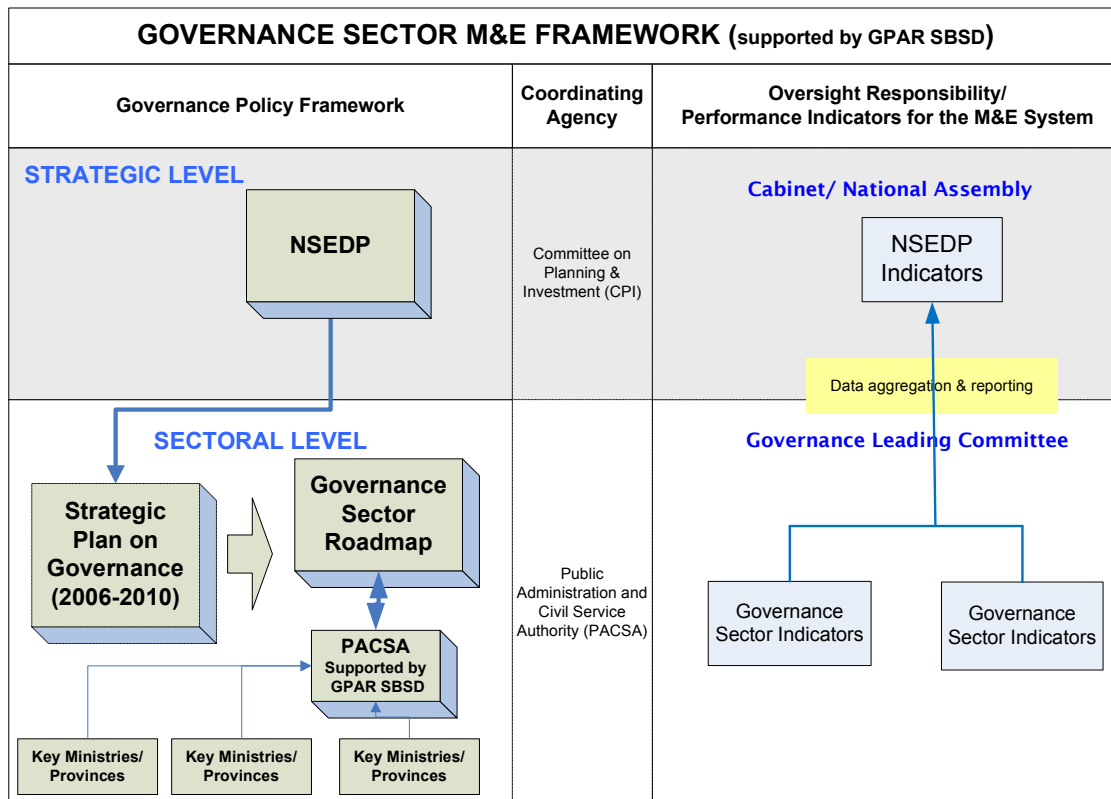 GOVERNANCE SECTOR M&E FRAMEWORK (supported by GPAR SBSD)
Governance Policy Framework
Coordinating
Agency
Oversight Responsibility/
Performance Indicators for the M&E System
STRATEGIC LEVEL
NSEDP
Committee on
Planning &
Investment (CPI)
Cabinet/ National Assembly
NSEDP
Indicators
Data aggregation & reporting
SECTORAL LEVEL
Strategic
Plan on
Governance
(2006-2010)
Governance
Sector
Roadmap
PACSA
Supported by
GPAR SBSD
Key Ministries/
Provinces
Key Ministries/
Provinces
Key Ministries/
Provinces
Public
Administration and
Civil Service
Authority (PACSA)
Governance Leading Committee
Governance
Sector Indicators
Governance
Sector Indicators